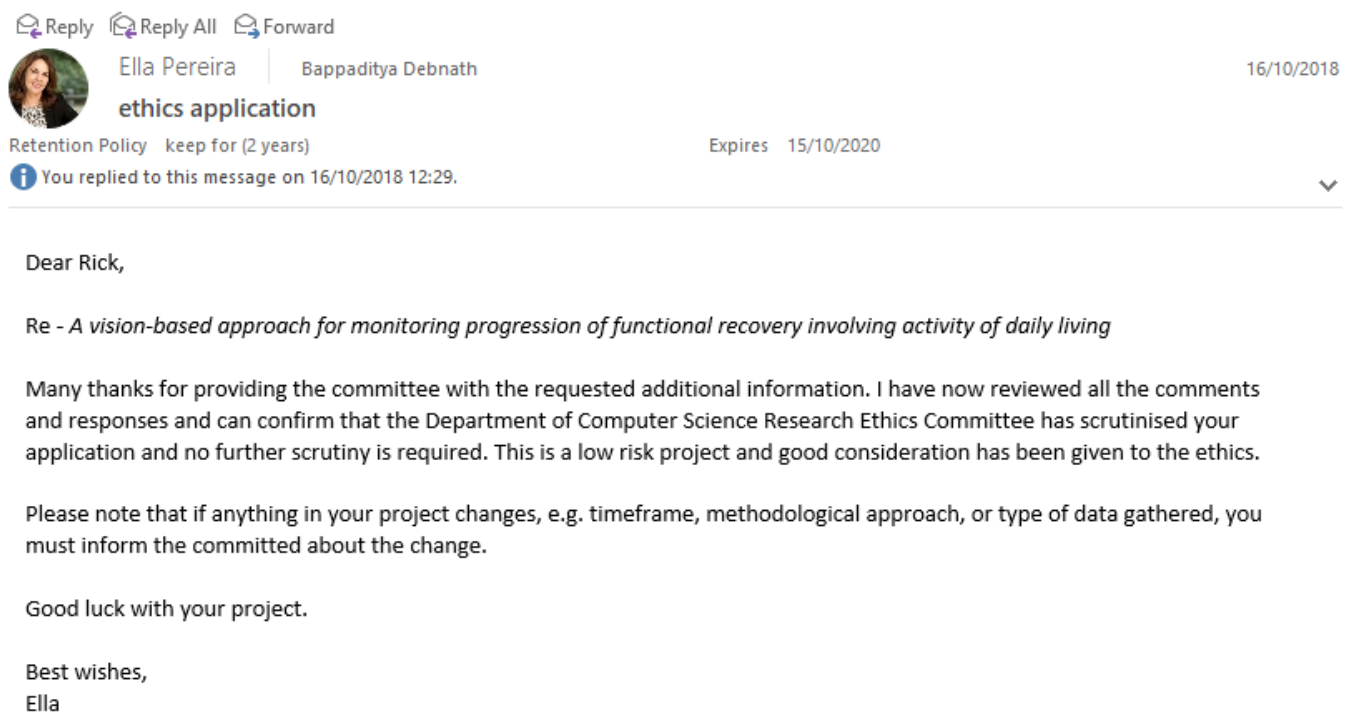 Reply Reply All Forward
Ella Pereira Bappaditya Debnath 16/10/2018
ethics application
Retention Policy keep for (2 years) Expires 15/10/2020
You replied to this message on 16/10/2018 12:29.
Dear Rick,
Re - A vision-based approach for monitoring progression of functional recovery involving activity of daily living
Many thanks for providing the committee with the requested additional information. I have now reviewed all the comments
and responses and can confirm that the Department of Computer Science Research Ethics Committee has scrutinised your
application and no further scrutiny is required. This is a low risk project and good consideration has been given to the ethics.
Please note that if anything in your project changes, e.g. timeframe, methodological approach, or type of data gathered, you
must inform the committed about the change.
Good luck with your project.
Best wishes,
Ella